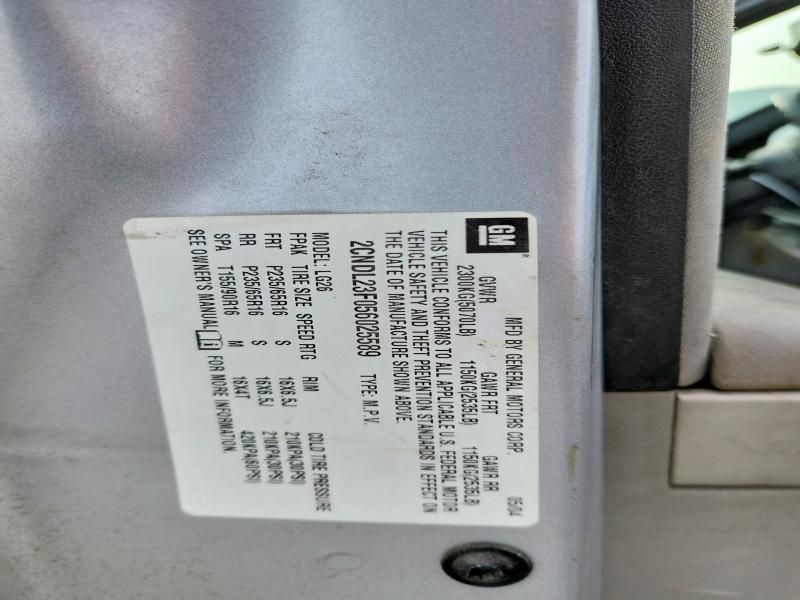 GM
MFD BY GENERAL MOTORS CORP. 05/04
GVWR GAWR FRT GAWR RR
2300KG(5070LB) 1150KG(2535LB) 1150KG(2535LB)
THIS VEHICLE CONFORMS TO ALL APPLICABLE U.S. FEDERAL MOTOR
VEHICLE SAFETY AND THEFT PREVENTION STANDARDS IN EFFECT ON
THE DATE OF MANUFACTURE SHOWN ABOVE.
2CNDL23F056025589 TYPE: M.P.V.
MODEL: LG26
FPAK TIRE SIZE SPEED RTG RIM COLD TIRE PRESSURE
FRT P235/65R16 S 16X6.5J 210KPA(30PSI)
RR P235/65R16 S 16X6.5J 210KPA(30PSI)
SPA T155/90R16 M 16X4T 420KPA(60PSI)
SEE OWNER'S MANUAL FOR MORE INFORMATION.